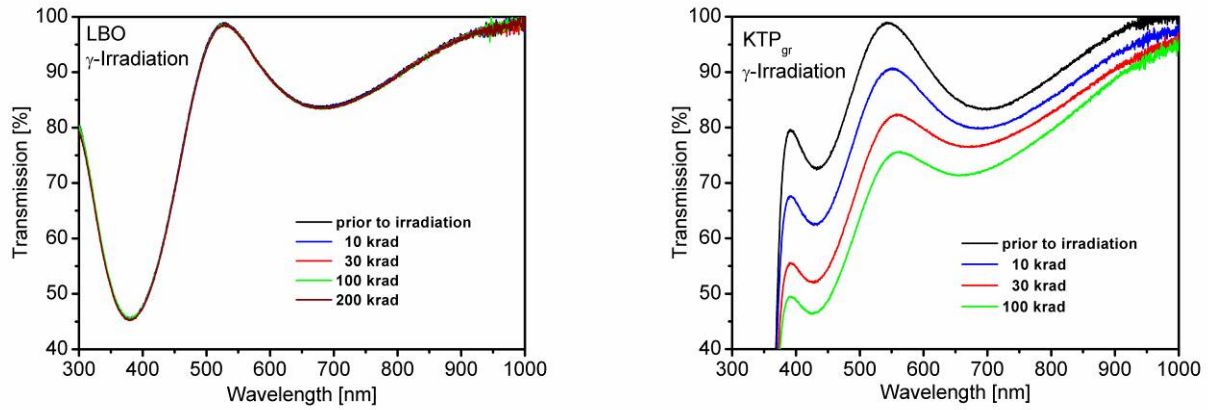 LBO
γ-Irradiation
Transmission [%]
100
90
80
70
60
50
40
prior to irradiation
10 krad
30 krad
100 krad
200 krad
300 400 500 600 700 800 900 1000
Wavelength [nm]
KTPgr
γ-Irradiation
Transmission [%]
100
90
80
70
60
50
40
prior to irradiation
10 krad
30 krad
100 krad
300 400 500 600 700 800 900 1000
Wavelength [nm]